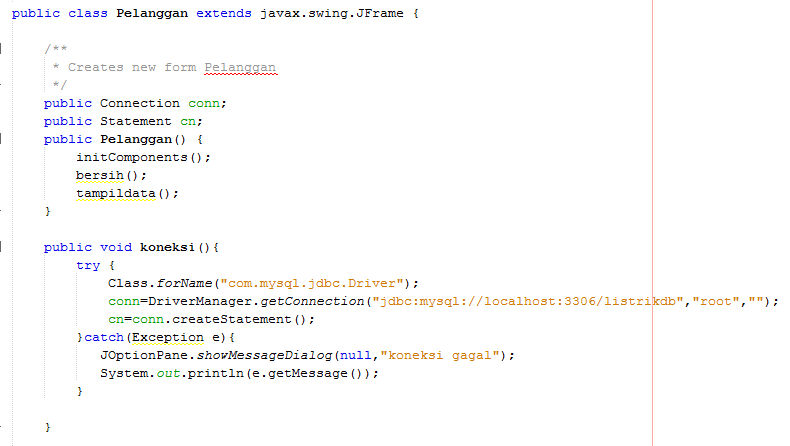 public class Pelanggan extends javax.swing.JFrame {
/**
* Creates new form Pelanggan
*/
public Connection conn;
public Statement cn;
public Pelanggan() {
initComponents();
bersih();
tampildata();
}
public void koneksi(){
try {
Class.forName("com.mysql.jdbc.Driver");
conn=DriverManager.getConnection("jdbc:mysql://localhost:3306/listrikdb","root","");
cn=conn.createStatement();
}catch(Exception e){
JOptionPane.showMessageDialog(null,"koneksi gagal");
System.out.println(e.getMessage());
}
}